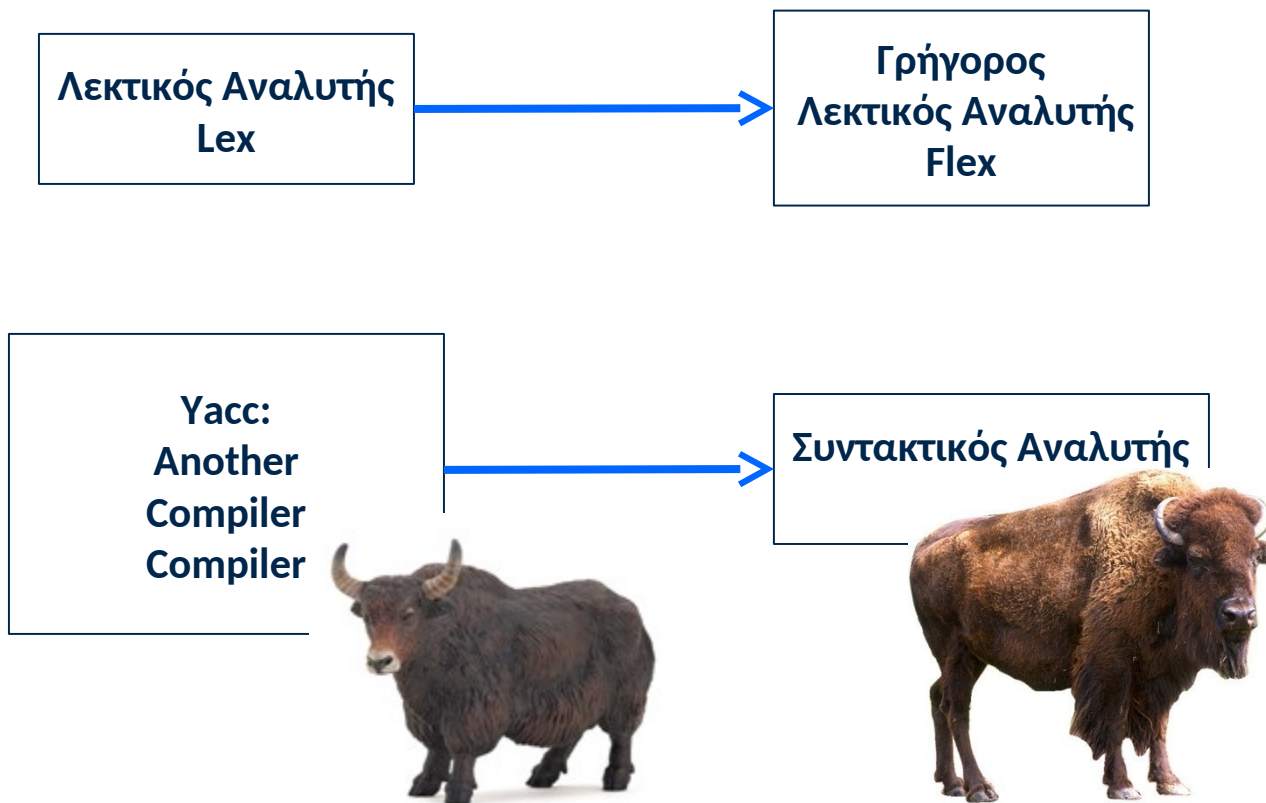 Λεκτικός Αναλυτής
Lex
Γρήγορος
Λεκτικός Αναλυτής
Flex
Yacc:
Another
Compiler
Compiler
Συντακτικός Αναλυτής